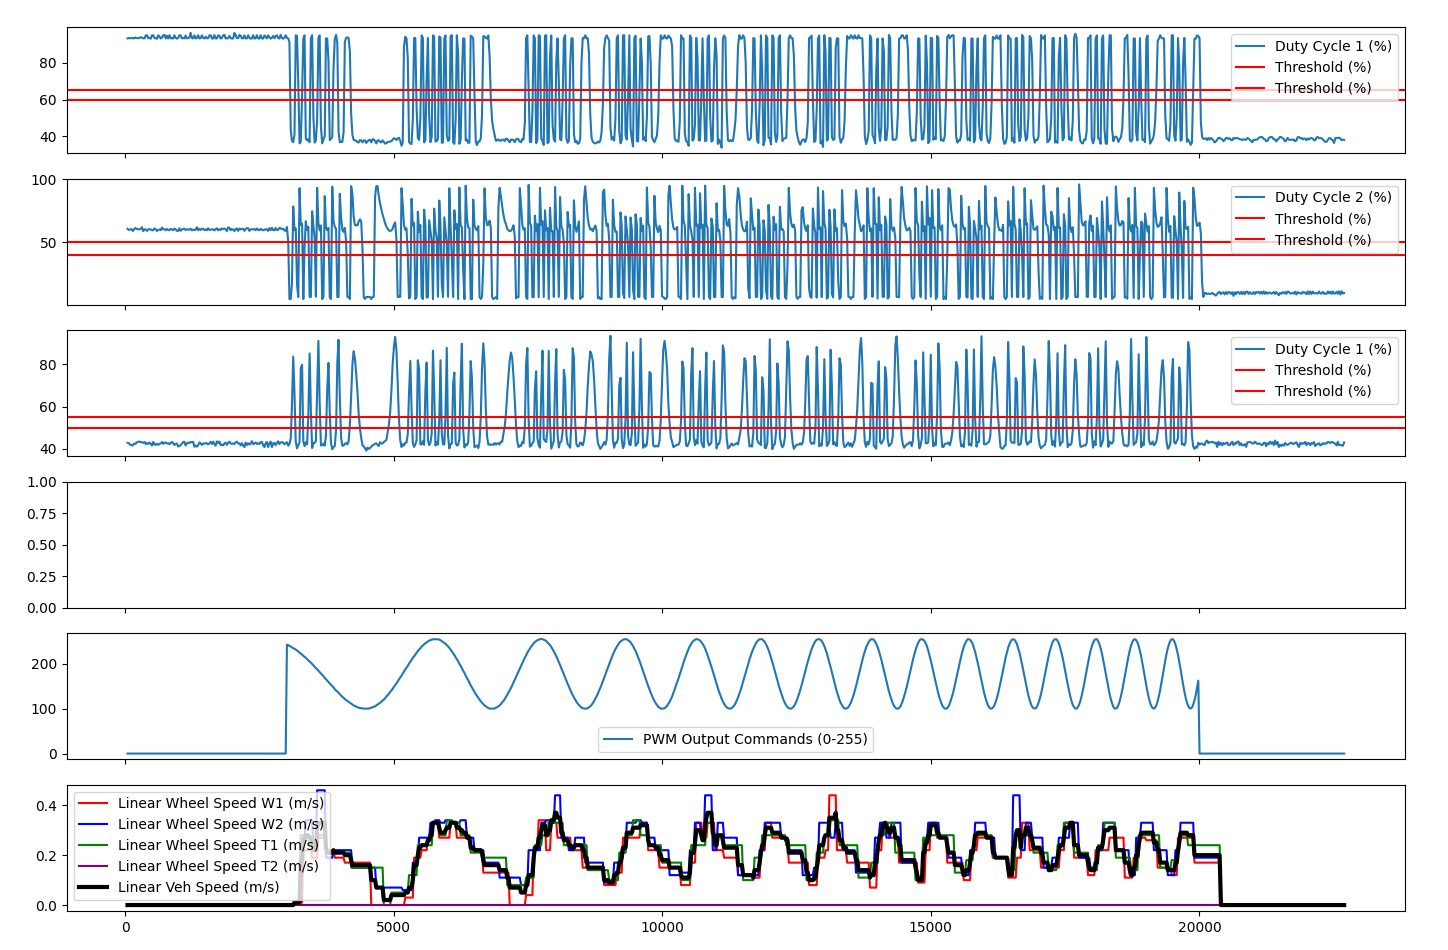 80
60
40
Duty Cycle 1 (%)
Threshold (%)
Threshold (%)
100
50
Duty Cycle 2 (%)
Threshold (%)
Threshold (%)
80
60
40
Duty Cycle 1 (%)
Threshold (%)
Threshold (%)
1.00
0.75
0.50
0.25
0.00
200
100
0
PWM Output Commands (0-255)
0.4
0.2
0.0
Linear Wheel Speed W1 (m/s)
Linear Wheel Speed W2 (m/s)
Linear Wheel Speed T1 (m/s)
Linear Wheel Speed T2 (m/s)
Linear Veh Speed (m/s)
0 5000 10000 15000 20000